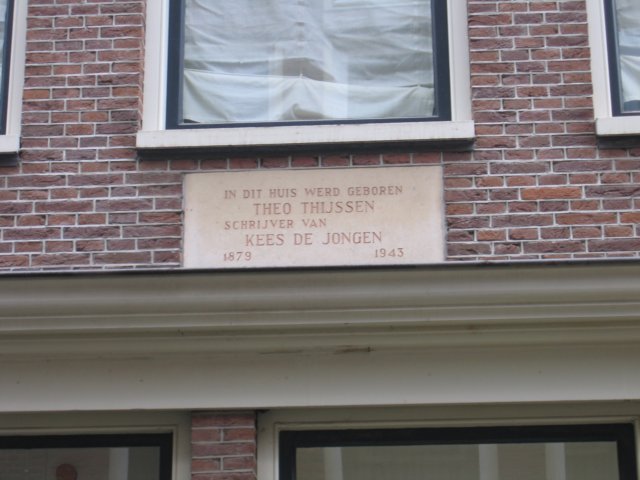 IN DIT HUIS WERD GEBOREN
THEO THIJSSEN
SCHRIJVER VAN
KEES DE JONGEN
1879 1943